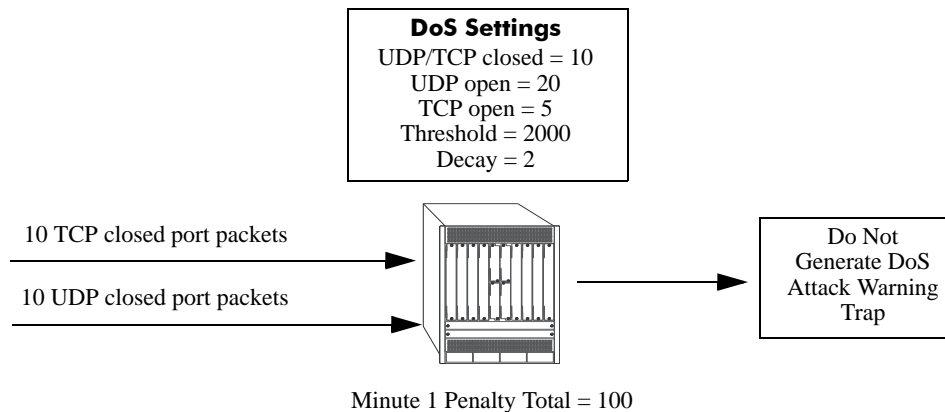 DoS Settings
UDP/TCP closed = 10
UDP open = 20
TCP open = 5
Threshold = 2000
Decay = 2
10 TCP closed port packets
10 UDP closed port packets
Do Not
Generate DoS
Attack Warning
Trap
Minute 1 Penalty Total = 100